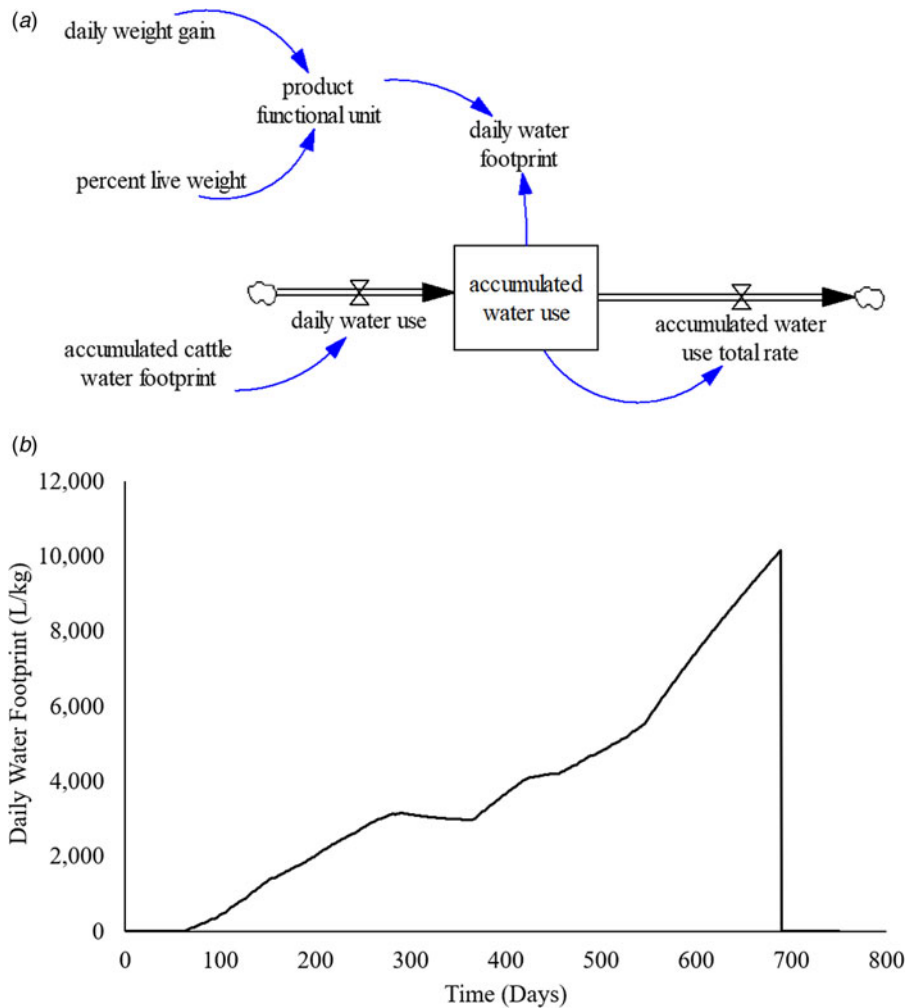 (a)
daily weight gain
product
functional unit
daily water
footprint
percent live weight
accumulated
water use
daily water use
accumulated water
use total rate
accumulated cattle
water footprint
(b)
Daily Water Footprint (L/kg)
12,000
10,000
8,000
6,000
4,000
2,000
0
0 100 200 300 400 500 600 700 800
Time (Days)